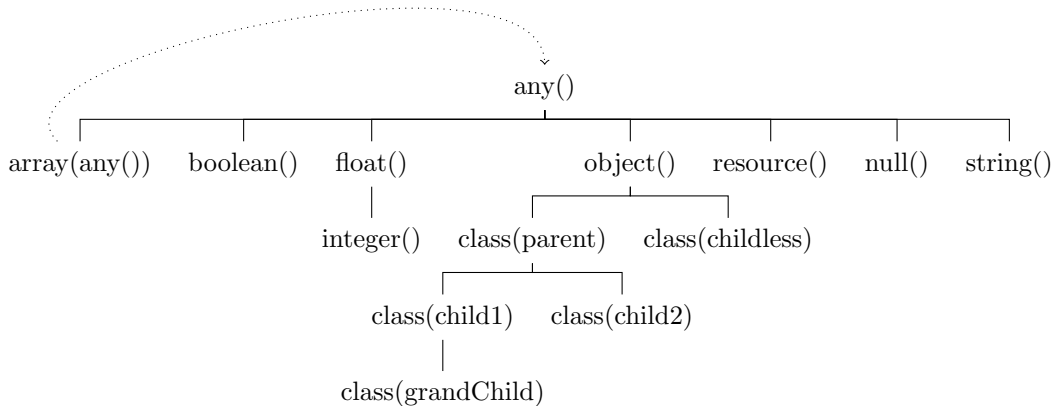 any()
array(any()) boolean() float() object() resource() null() string()
integer() class(parent) class(childless)
class(child1) class(child2)
class(grandChild)